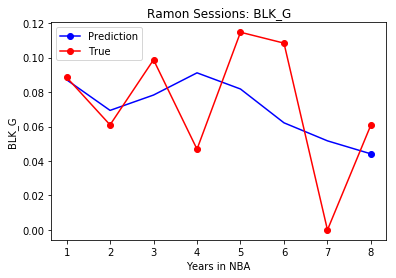 Ramon Sessions: BLK_G
Prediction
True
BLK_G
0.12
0.10
0.08
0.06
0.04
0.02
0.00
1 2 3 4 5 6 7 8
Years in NBA